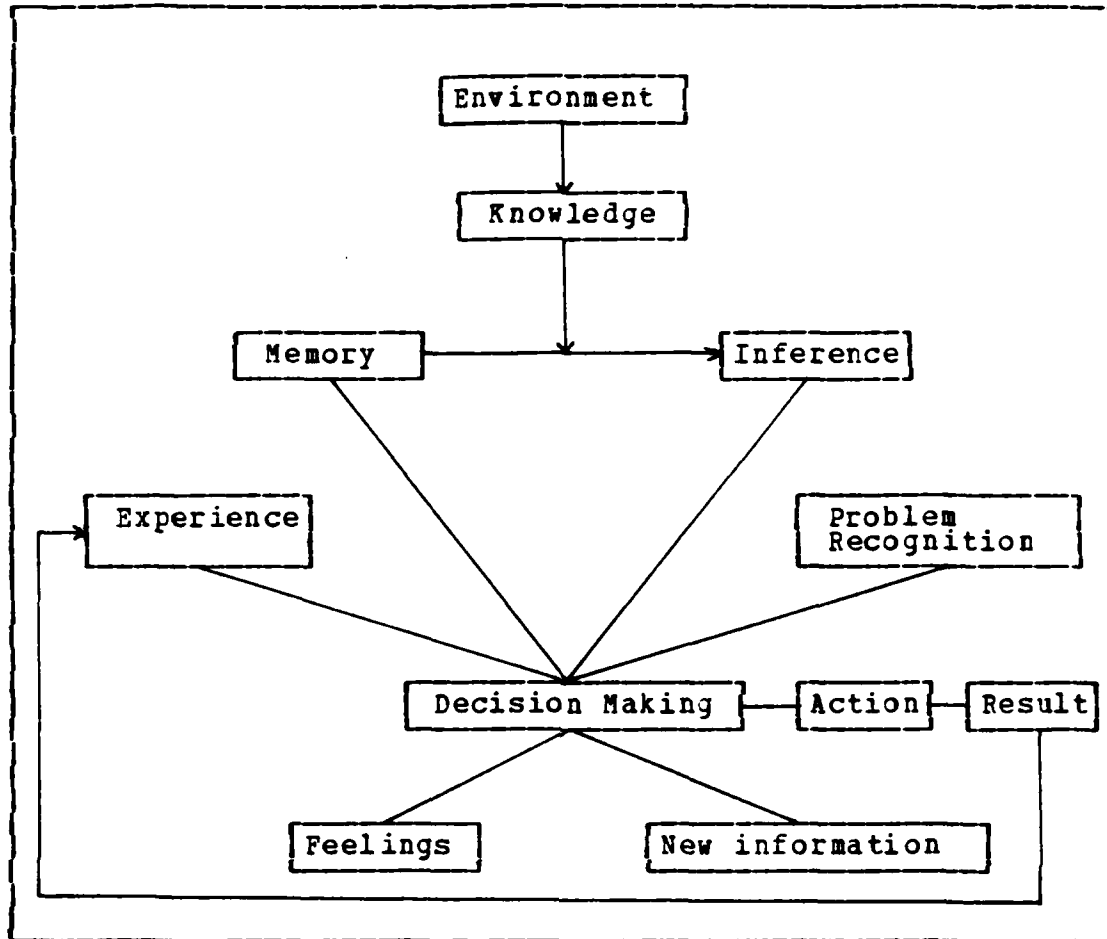 Environment
Knowledge
Memory
Inference
Experience
Problem
Recognition
Decision Making
Action
Result
Feelings
New information